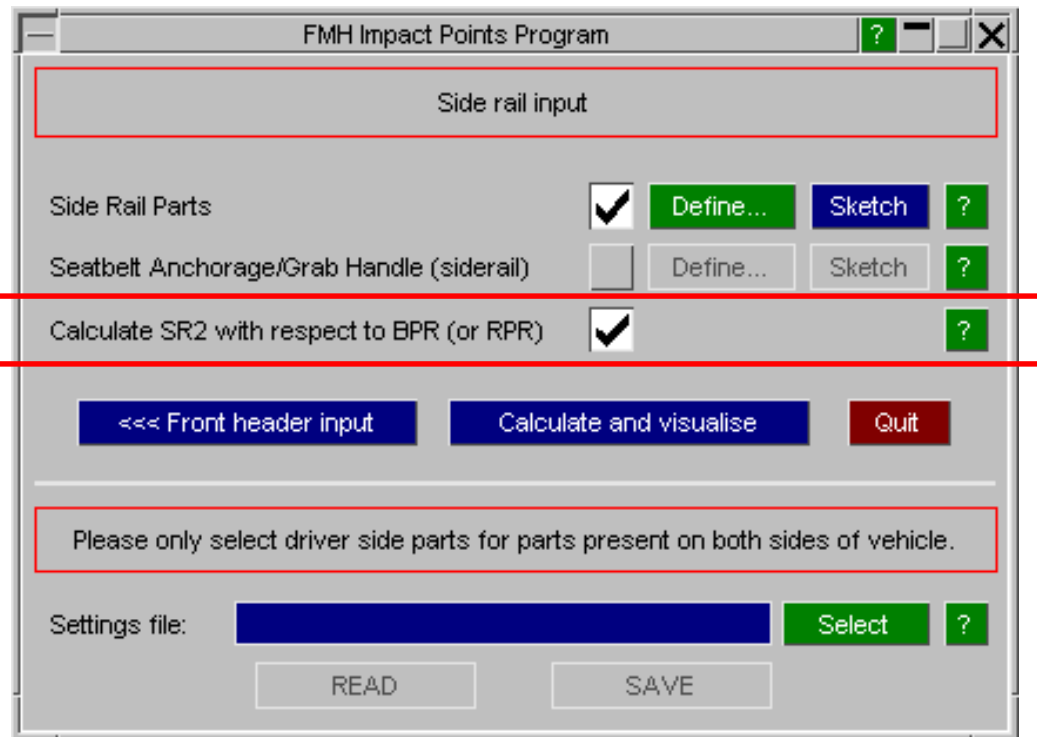 FMH Impact Points Program ?
Side rail input
Side Rail Parts Define... Sketch ?
Seatbelt Anchorage/Grab Handle (siderail) Define... Sketch ?
Calculate SR2 with respect to BPR (or RPR) ?
<<< Front header input Calculate and visualise Quit
Please only select driver side parts for parts present on both sides of vehicle.
Settings file: Select ?
READ SAVE